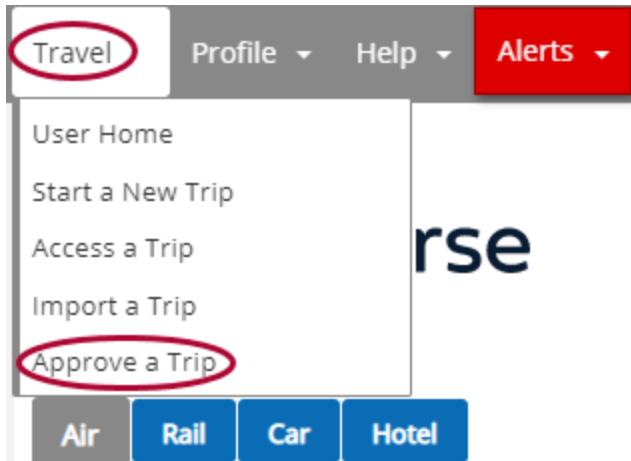 Travel Profile Help Alerts
User Home
Start a New Trip
Access a Trip
rse
Import a Trip
Approve a Trip
Air Rail Car Hotel